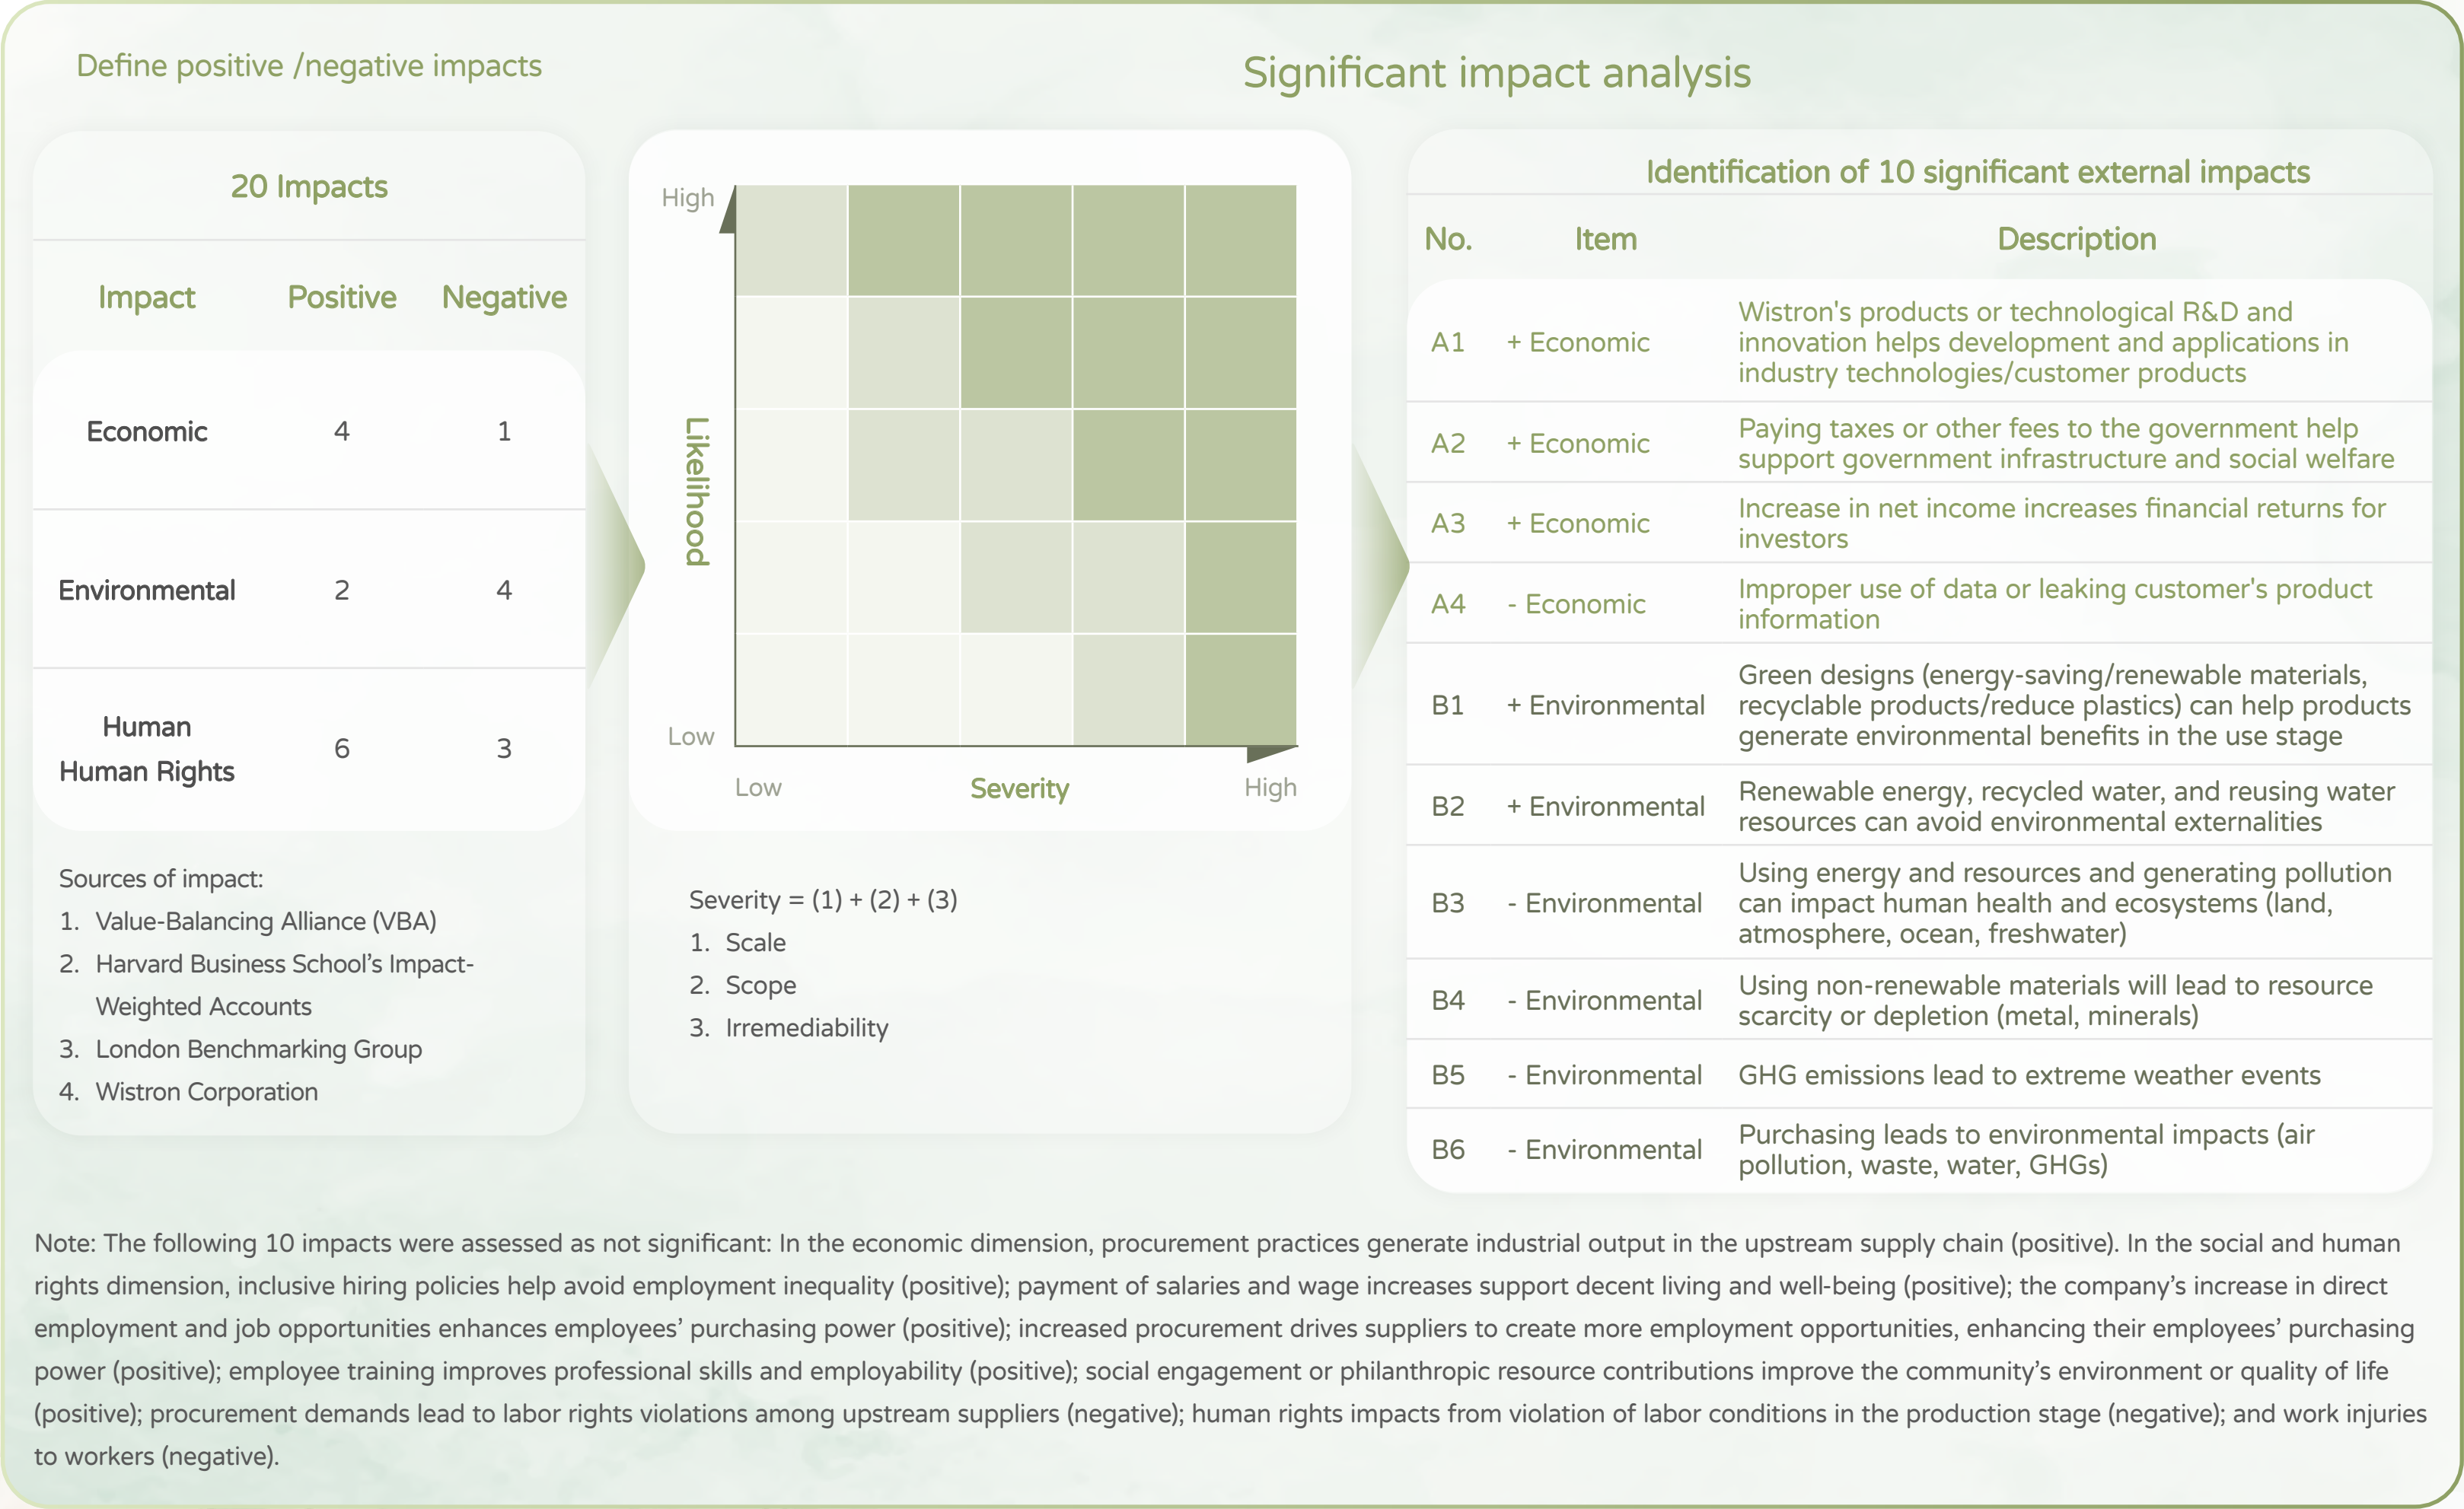 Define positive /negative impacts
Significant impact analysis
20 Impacts
Impact Positive Negative
Economic 4 1
Environmental 2 4
Human
Human Rights 6 3
Sources of impact:
1. Value-Balancing Alliance (VBA)
2. Harvard Business School’s Impact-
Weighted Accounts
3. London Benchmarking Group
4. Wistron Corporation
High
Likelihood
Low
Low Severity High
Severity = (1) + (2) + (3)
1. Scale
2. Scope
3. Irremediability
Identification of 10 significant external impacts
No. Item Description
A1 + Economic Wistron's products or technological R&D and
innovation helps development and applications in
industry technologies/customer products
A2 + Economic Paying taxes or other fees to the government help
support government infrastructure and social welfare
A3 + Economic Increase in net income increases financial returns for
investors
A4 - Economic Improper use of data or leaking customer's product
information
B1 + Environmental Green designs (energy-saving/renewable materials,
recyclable products/reduce plastics) can help products
generate environmental benefits in the use stage
B2 + Environmental Renewable energy, recycled water, and reusing water
resources can avoid environmental externalities
B3 - Environmental Using energy and resources and generating pollution
can impact human health and ecosystems (land,
atmosphere, ocean, freshwater)
B4 - Environmental Using non-renewable materials will lead to resource
scarcity or depletion (metal, minerals)
B5 - Environmental GHG emissions lead to extreme weather events
B6 - Environmental Purchasing leads to environmental impacts (air
pollution, waste, water, GHGs)
Note: The following 10 impacts were assessed as not significant: In the economic dimension, procurement practices generate industrial output in the upstream supply chain (positive). In the social and human
rights dimension, inclusive hiring policies help avoid employment inequality (positive); payment of salaries and wage increases support decent living and well-being (positive); the company’s increase in direct
employment and job opportunities enhances employees’ purchasing power (positive); increased procurement drives suppliers to create more employment opportunities, enhancing their employees’ purchasing
power (positive); employee training improves professional skills and employability (positive); social engagement or philanthropic resource contributions improve the community’s environment or quality of life
(positive); procurement demands lead to labor rights violations among upstream suppliers (negative); human rights impacts from violation of labor conditions in the production stage (negative); and work injuries
to workers (negative).